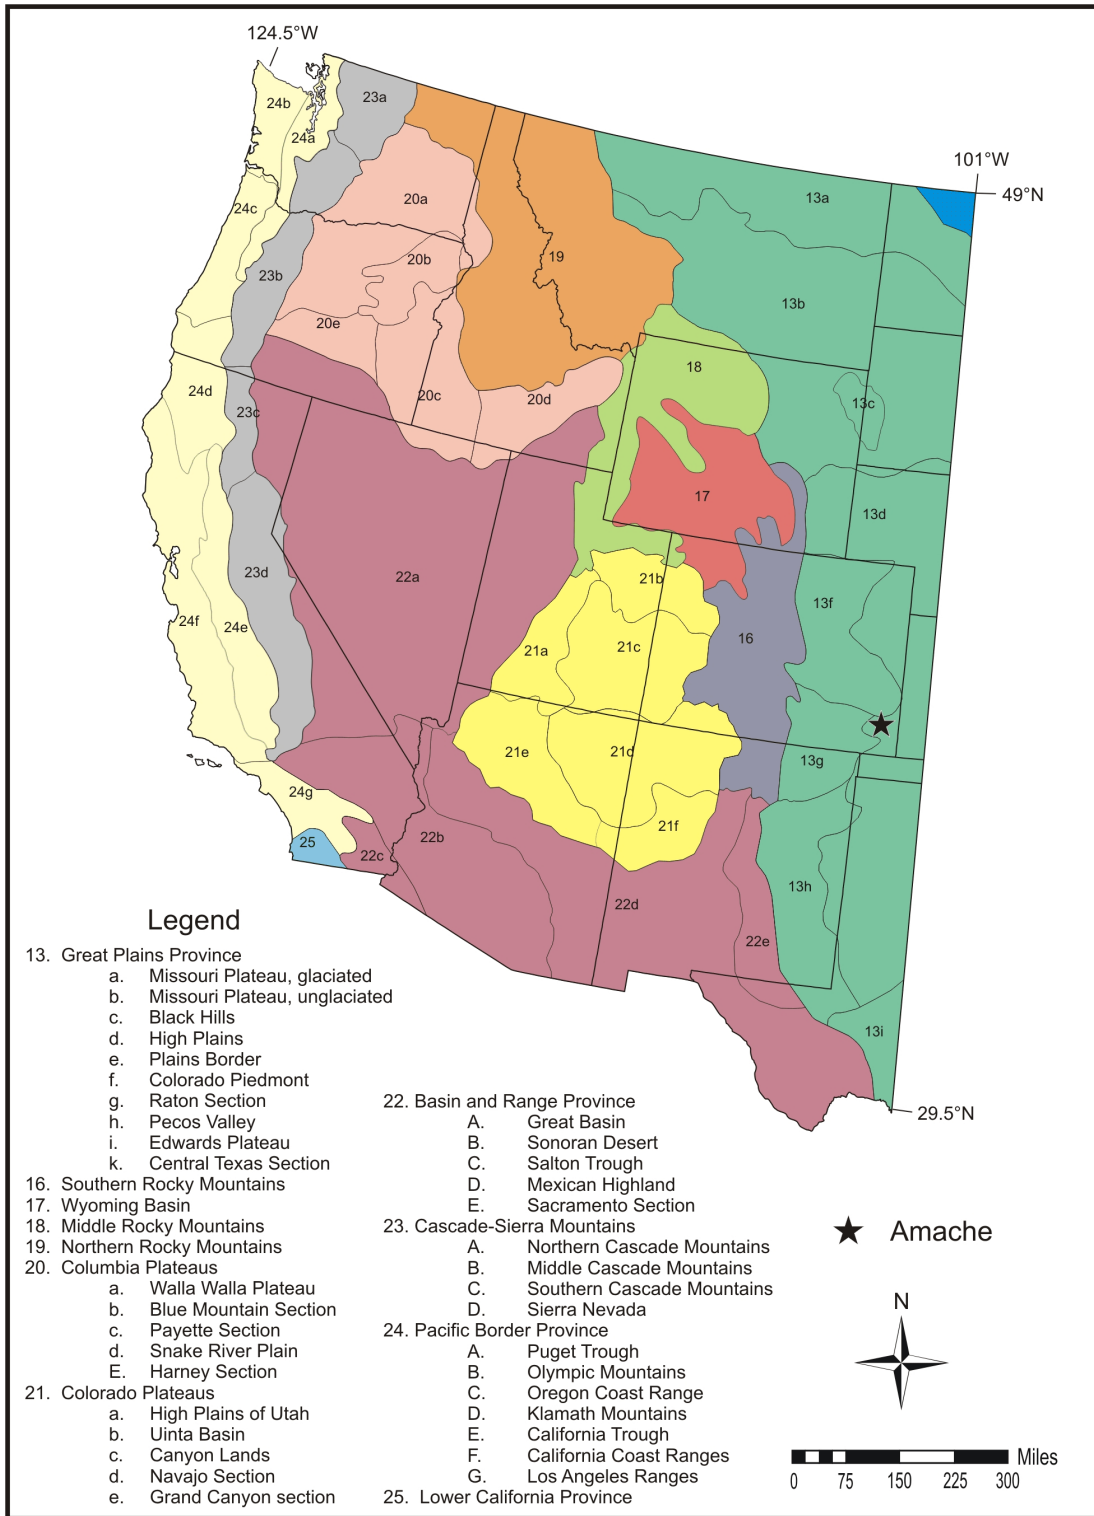 124.5°W
101°W
49°N
24b
23a
24a
20a
24c
13a
23b
20b
19
20e
13b
18
24d
23c
20c
20d
13c
17
13d
23d
22a
21b
13f
24f
24e
21a
21c
16
21e
21d
13g
24g
21f
25
22c
22b
13h
22d
22e
13i
29.5°N
Legend
13. Great Plains Province
a. Missouri Plateau, glaciated
b. Missouri Plateau, unglaciated
c. Black Hills
d. High Plains
e. Plains Border
f. Colorado Piedmont
g. Raton Section
h. Pecos Valley
i. Edwards Plateau
k. Central Texas Section
16. Southern Rocky Mountains
17. Wyoming Basin
18. Middle Rocky Mountains
19. Northern Rocky Mountains
20. Columbia Plateaus
a. Walla Walla Plateau
b. Blue Mountain Section
c. Payette Section
d. Snake River Plain
E. Harney Section
21. Colorado Plateaus
a. High Plains of Utah
b. Uinta Basin
c. Canyon Lands
d. Navajo Section
e. Grand Canyon section
22. Basin and Range Province
A. Great Basin
B. Sonoran Desert
C. Salton Trough
D. Mexican Highland
E. Sacramento Section
23. Cascade-Sierra Mountains
A. Northern Cascade Mountains
B. Middle Cascade Mountains
C. Southern Cascade Mountains
D. Sierra Nevada
24. Pacific Border Province
A. Puget Trough
B. Olympic Mountains
C. Oregon Coast Range
D. Klamath Mountains
E. California Trough
F. California Coast Ranges
G. Los Angeles Ranges
25. Lower California Province
Amache
N
Miles
0 75 150 225 300